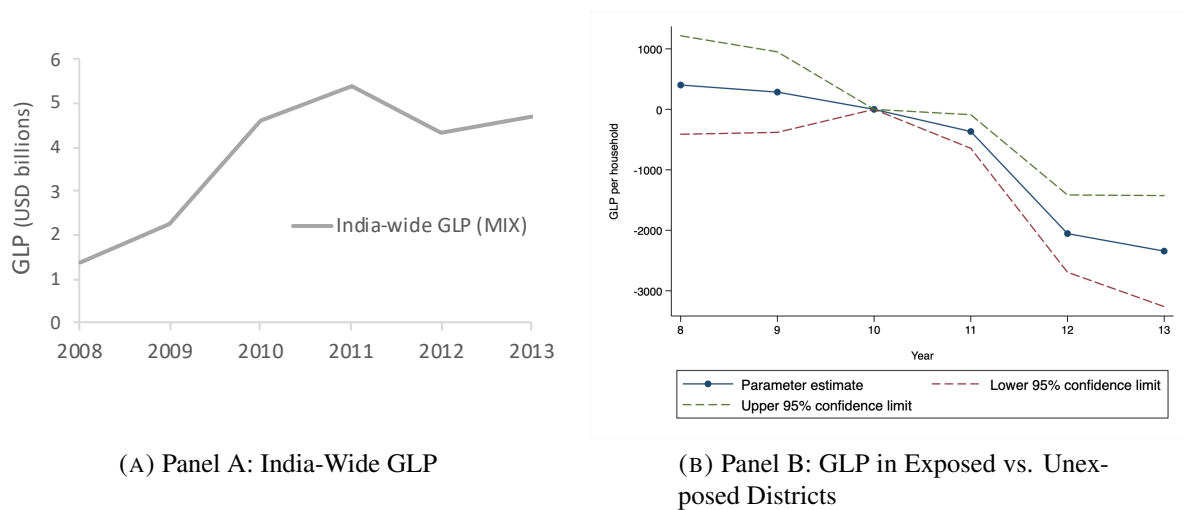 6
5
4
3
2
1
0
GLP (USD billions)
India-wide GLP (MIX)
2008 2009 2010 2011 2012 2013
(A) Panel A: India-Wide GLP
1000
0
-1000
-2000
-3000
GLP per household
8 9 10 11 12 13
Year
Parameter estimate Lower 95% confidence limit
Upper 95% confidence limit
(B) Panel B: GLP in Exposed vs. Unex-
posed Districts